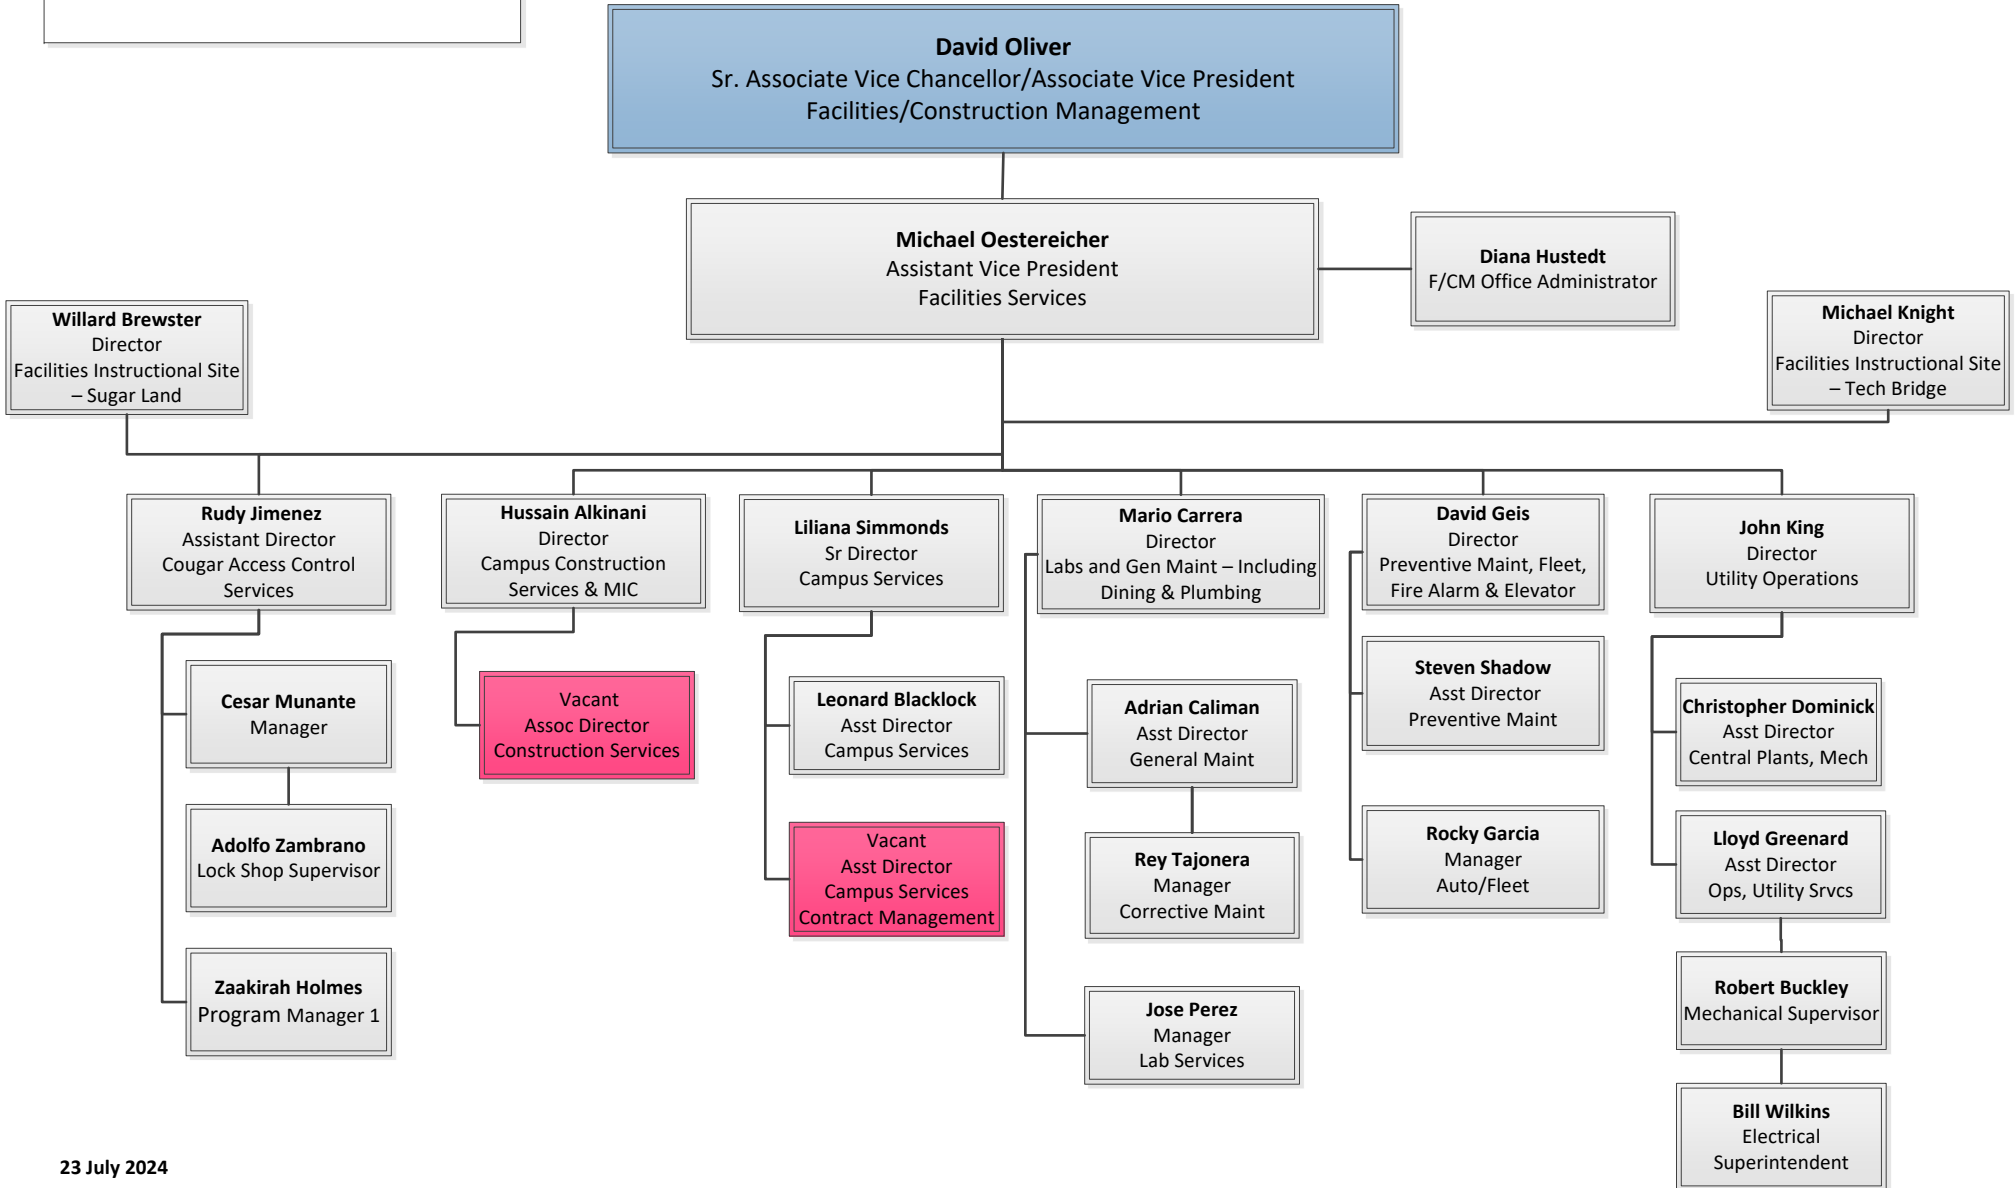 David Oliver
Sr. Associate Vice Chancellor/Associate Vice President
Facilities/Construction Management
Michael Oestereicher
Assistant Vice President
Facilities Services
Diana Hustedt
F/CM Office Administrator
Willard Brewster
Director
Facilities Instructional Site
– Sugar Land
Michael Knight
Director
Facilities Instructional Site
– Tech Bridge
Rudy Jimenez
Assistant Director
Cougar Access Control
Services
Hussain Alkinani
Director
Campus Construction
Services & MIC
Liliana Simmonds
Sr Director
Campus Services
Mario Carrera
Director
Labs and Gen Maint – Including
Dining & Plumbing
David Geis
Director
Preventive Maint, Fleet,
Fire Alarm & Elevator
John King
Director
Utility Operations
Cesar Munante
Manager
Adolfo Zambrano
Lock Shop Supervisor
Zaakirah Holmes
Program Manager 1
Vacant
Assoc Director
Construction Services
Leonard Blacklock
Asst Director
Campus Services
Vacant
Asst Director
Campus Services
Contract Management
Adrian Caliman
Asst Director
General Maint
Rey Tajonera
Manager
Corrective Maint
Jose Perez
Manager
Lab Services
Steven Shadow
Asst Director
Preventive Maint
Rocky Garcia
Manager
Auto/Fleet
Christopher Dominick
Asst Director
Central Plants, Mech
Lloyd Greenard
Asst Director
Ops, Utility Srvcs
Robert Buckley
Mechanical Supervisor
Bill Wilkins
Electrical
Superintendent
23 July 2024